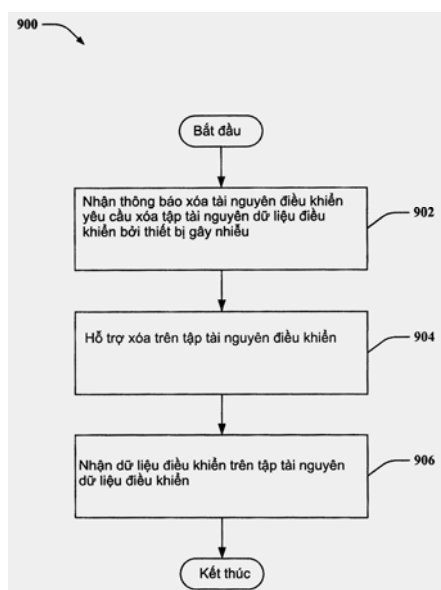 900
Bắt đầu
Nhận thông báo xóa tài nguyên điều khiển
yêu cầu xóa tập tài nguyên dữ liệu điều
khiển bởi thiết bị gây nhiễu
902
Hỗ trợ xóa trên tập tài nguyên điều khiển
904
Nhận dữ liệu điều khiển trên tập tài nguyên
dữ liệu điều khiển
906
Kết thúc